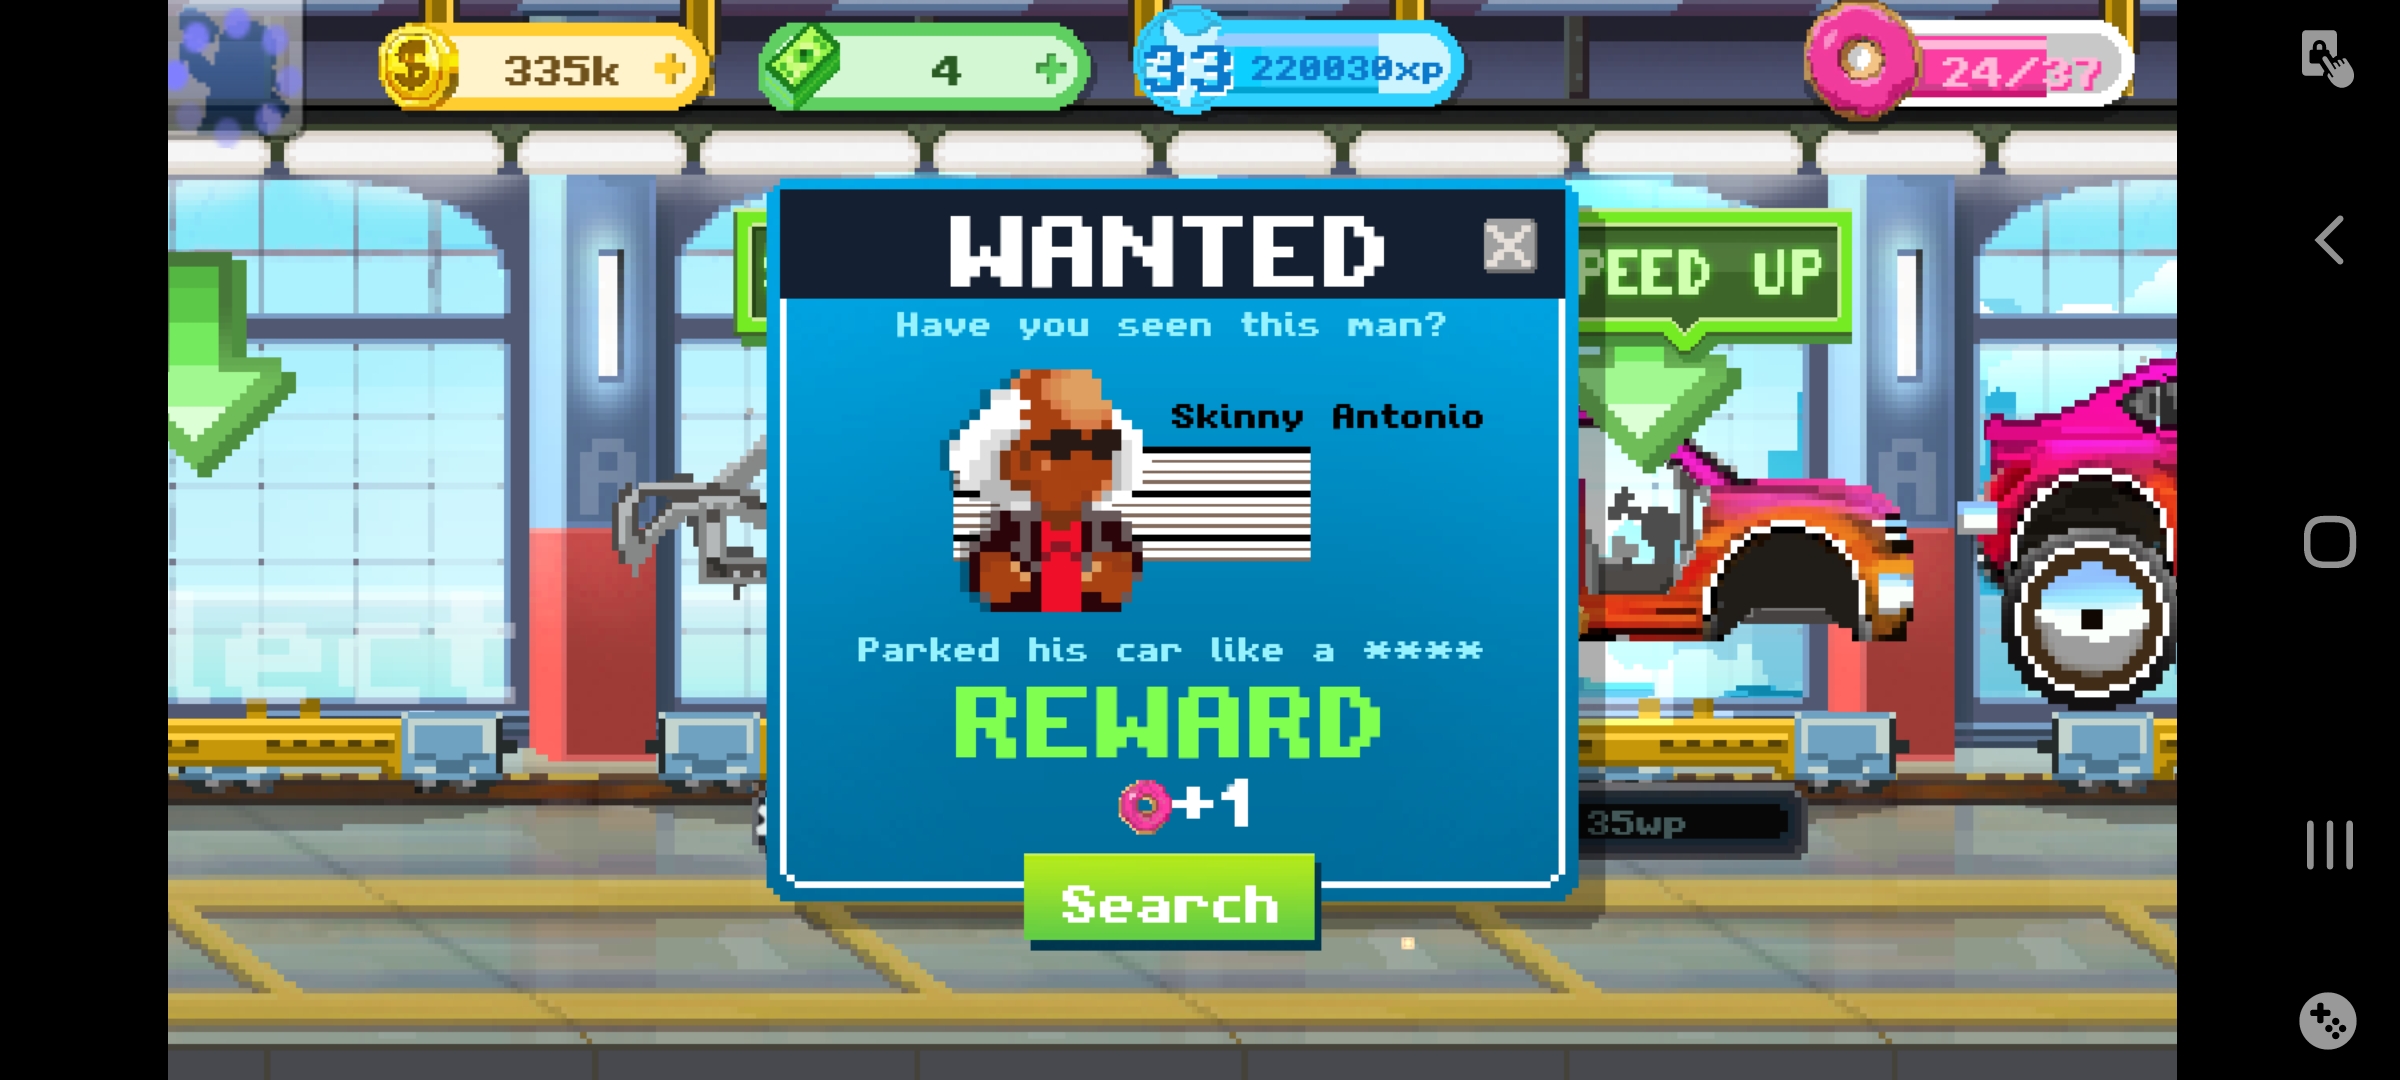 335k
4
33 220030xp
24/37
WANTED
Have you seen this man?
Skinny Antonio
Parked his car like a ****
REWARD
+1
Search
PEED UP
35wp
lect
A
A